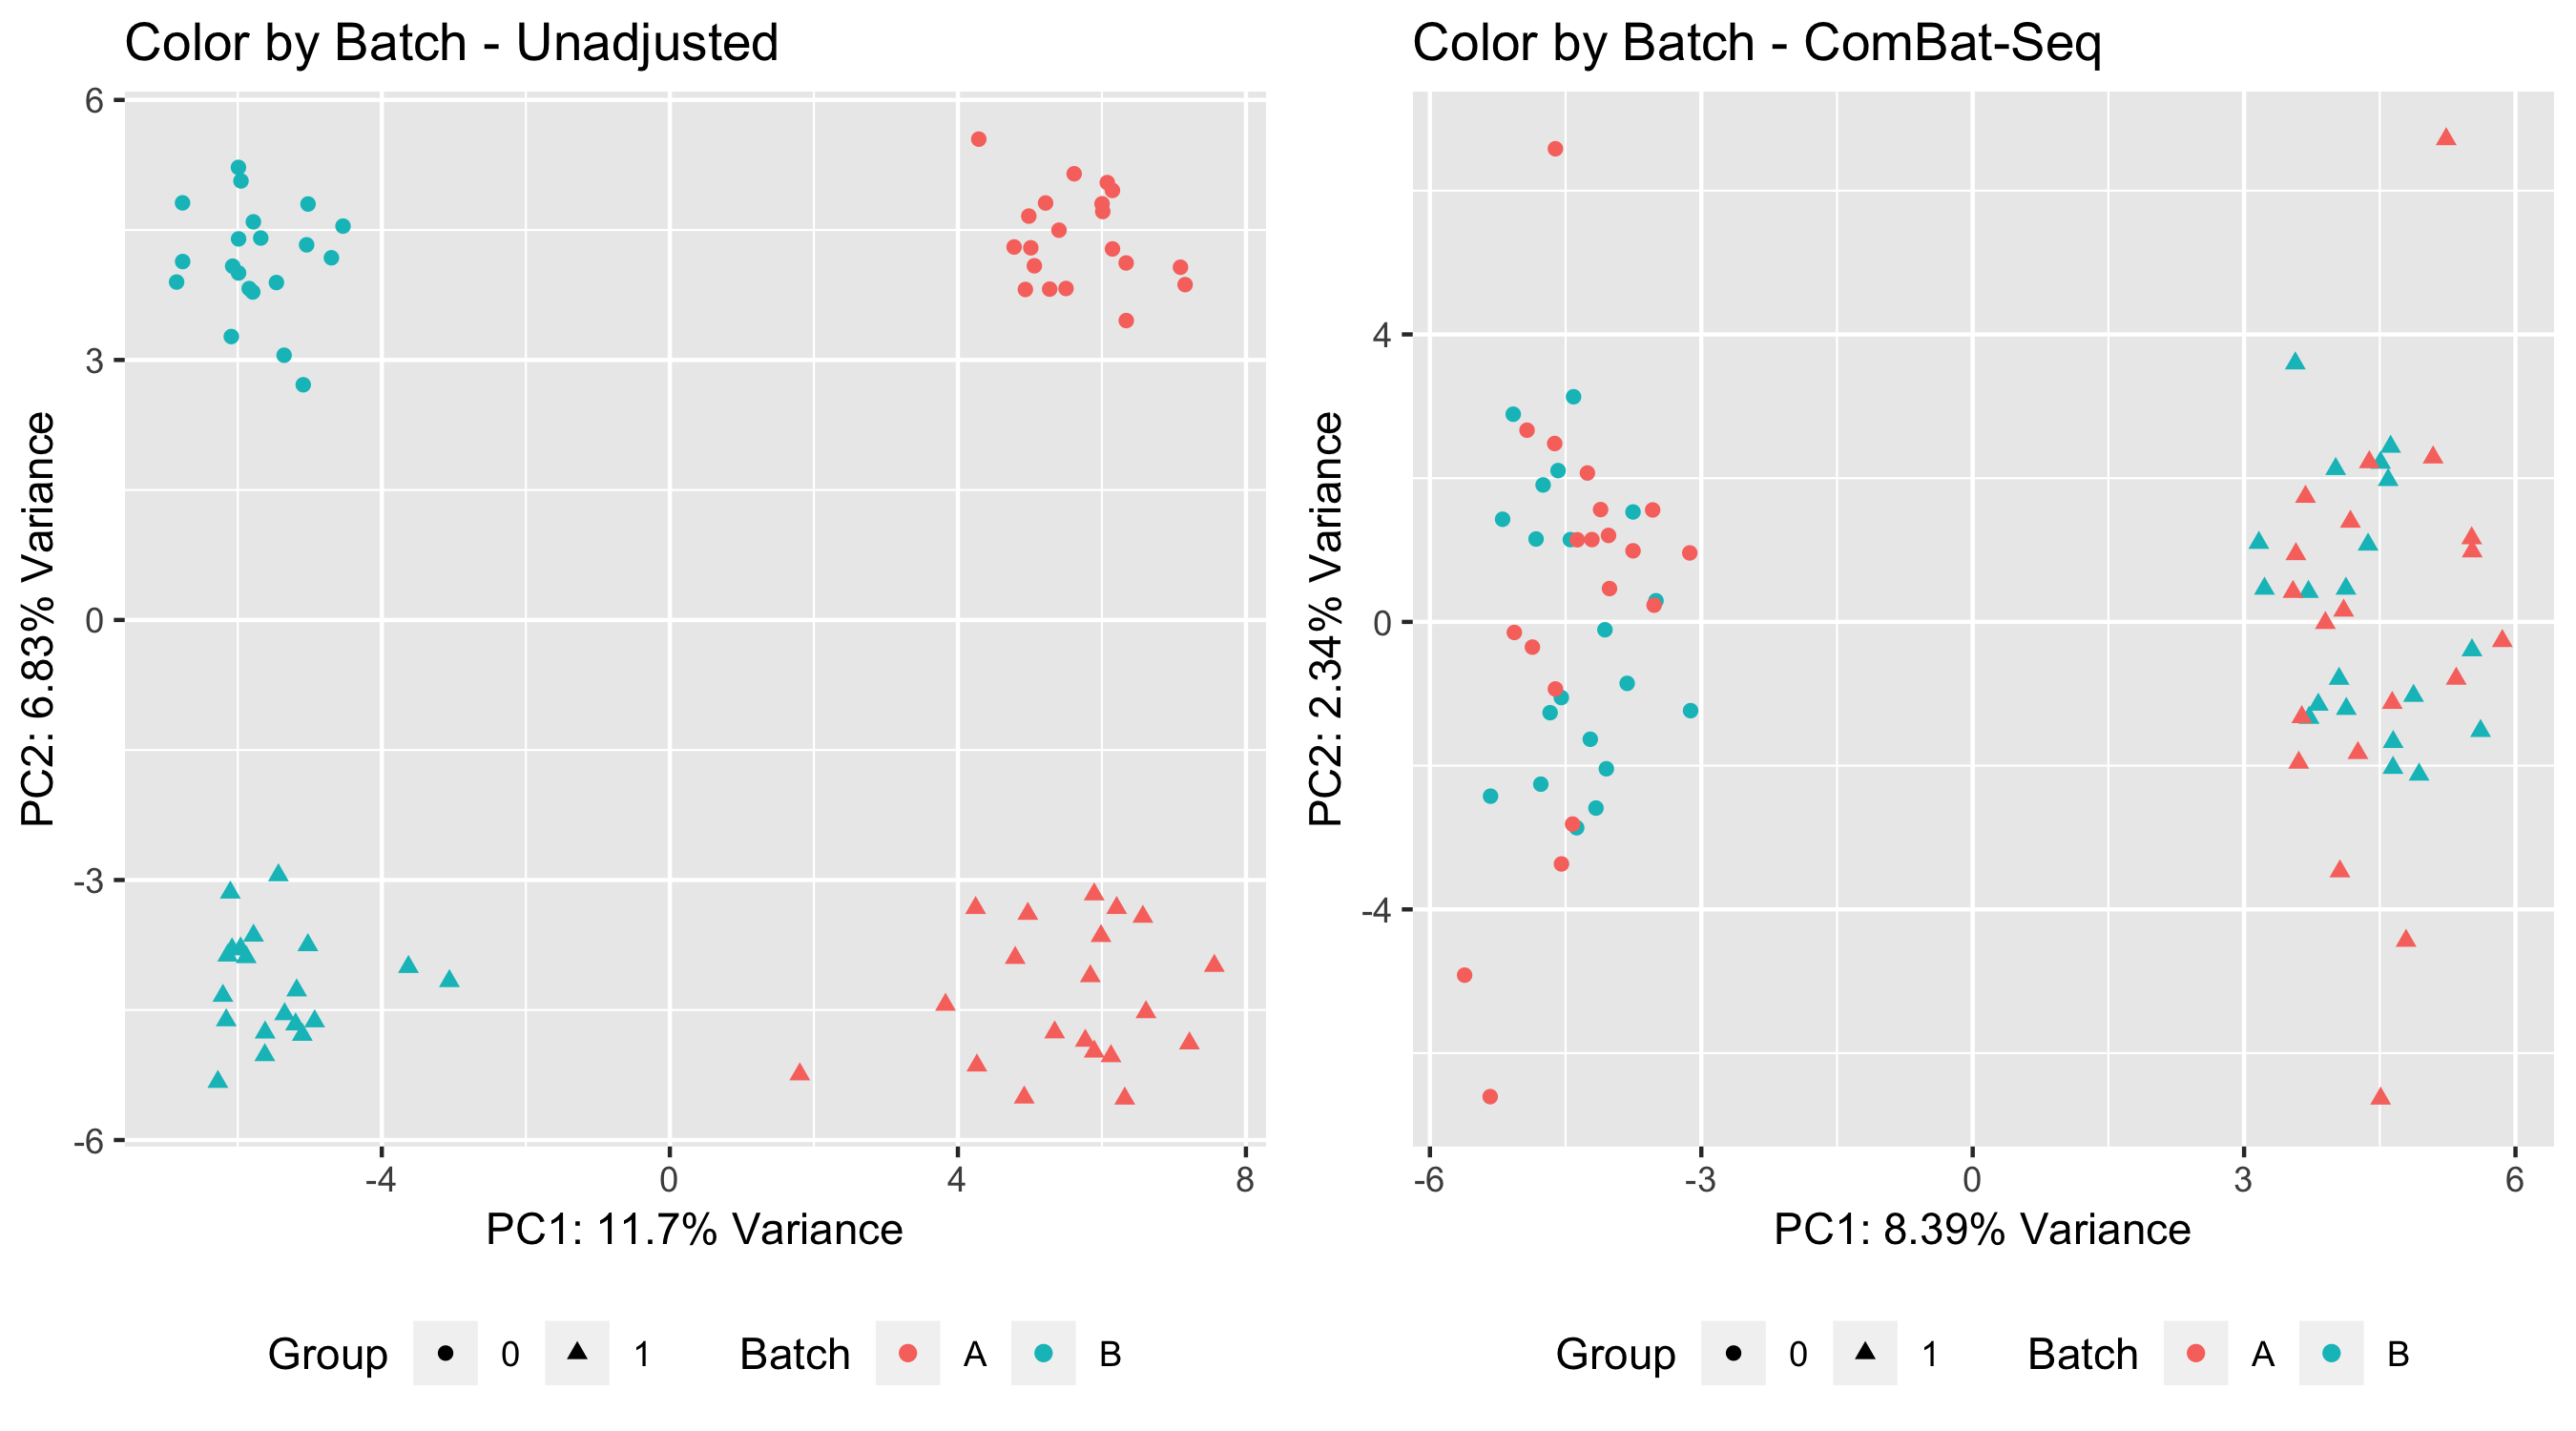 Color by Batch - Unadjusted
6
3
0
-3
-6
PC2: 6.83% Variance
-4 0 4 8
PC1: 11.7% Variance
Group 0 1 Batch A B
Color by Batch - ComBat-Seq
4
0
-4
PC2: 2.34% Variance
-6 -3 0 3 6
PC1: 8.39% Variance
Group 0 1 Batch A B